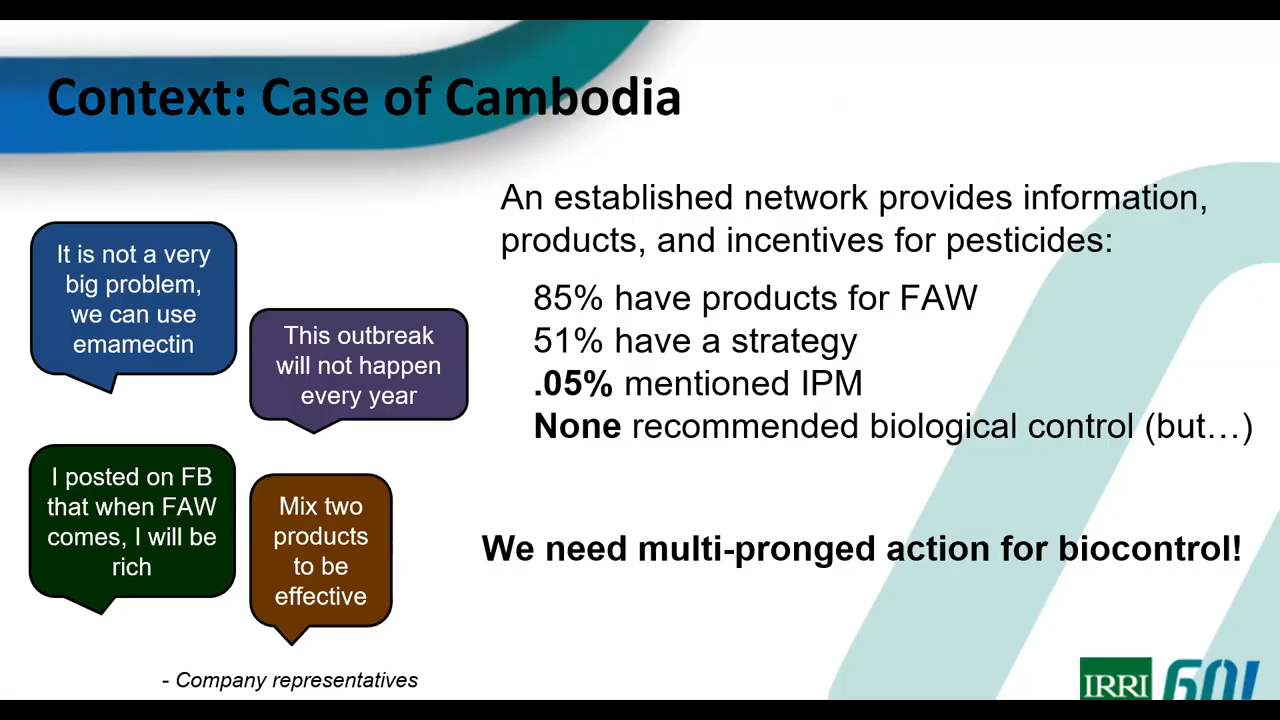 Context: Case of Cambodia
An established network provides information,
products, and incentives for pesticides:
85% have products for FAW
51% have a strategy
.05% mentioned IPM
None recommended biological control (but…)
We need multi-pronged action for biocontrol!
It is not a very
big problem,
we can use
emamectin
This outbreak
will not happen
every year
I posted on FB
that when FAW
comes, I will be
rich
Mix two
products
to be
effective
- Company representatives
IRRI